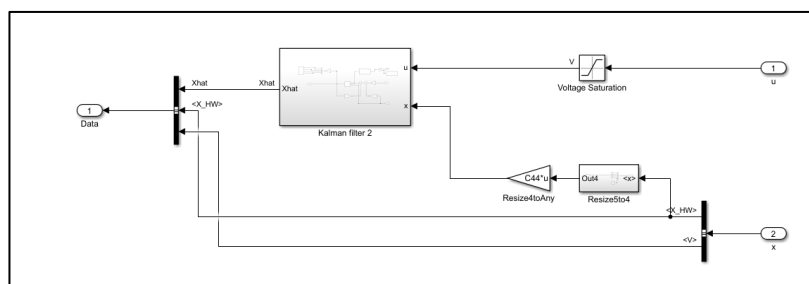 V
1
u
Voltage Saturation
u
Xhat
x
Kalman filter 2
Xhat
Xhat
<X_HW>
1
Data
C44*u
Resize4toAny
Out4
<x>
Resize5to4
<X_HW>
<V>
2
x